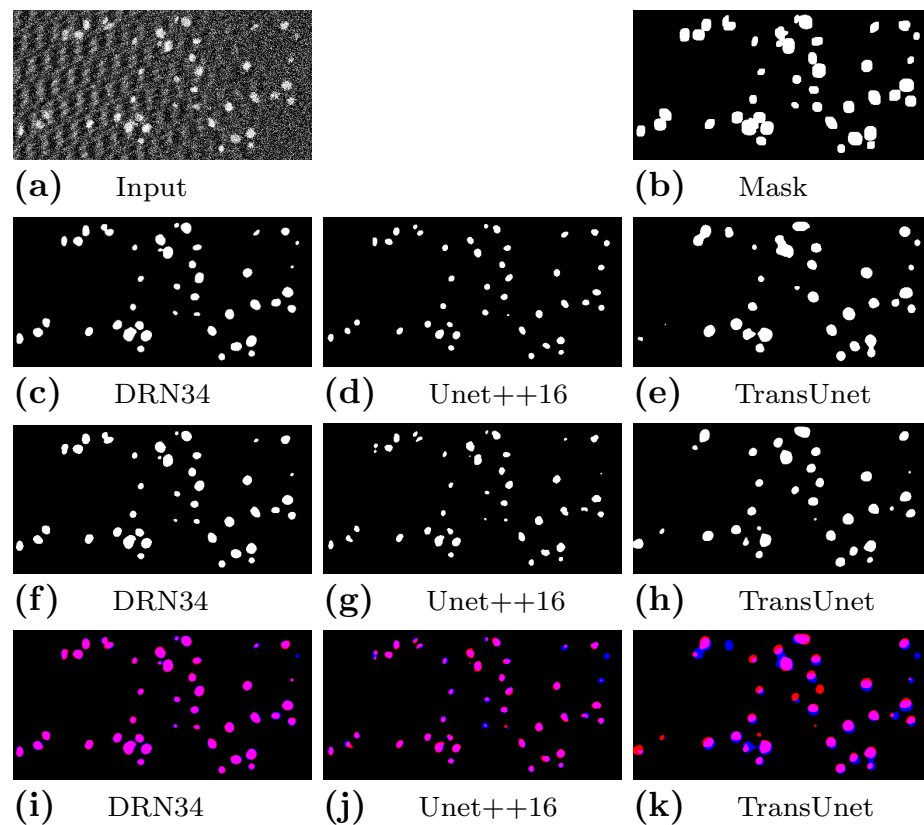 (a) Input (b) Mask
(c) DRN34 (d) Unet++16 (e) TransUnet
(f) DRN34 (g) Unet++16 (h) TransUnet
(i) DRN34 (j) Unet++16 (k) TransUnet